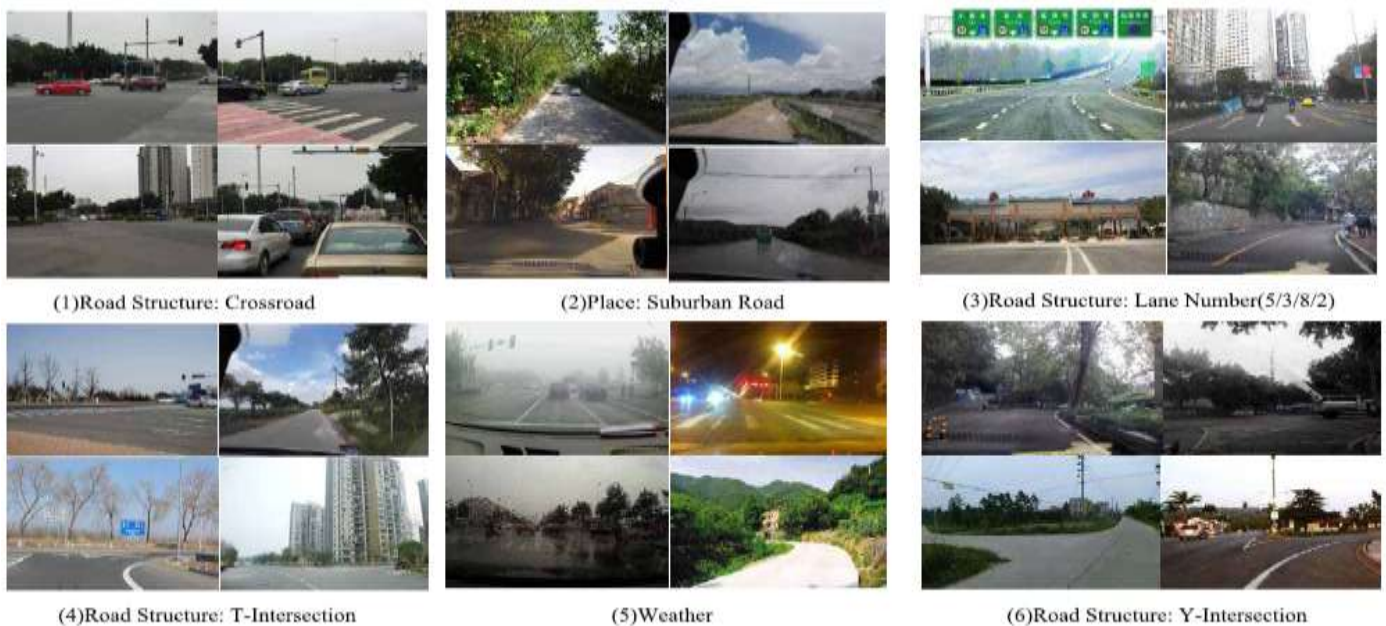 (1)Road Structure: Crossroad
(2)Place: Suburban Road
(3)Road Structure: Lane Number(5/3/8/2)
(4)Road Structure: T-Intersection
(5)Weather
(6)Road Structure: Y-Intersection